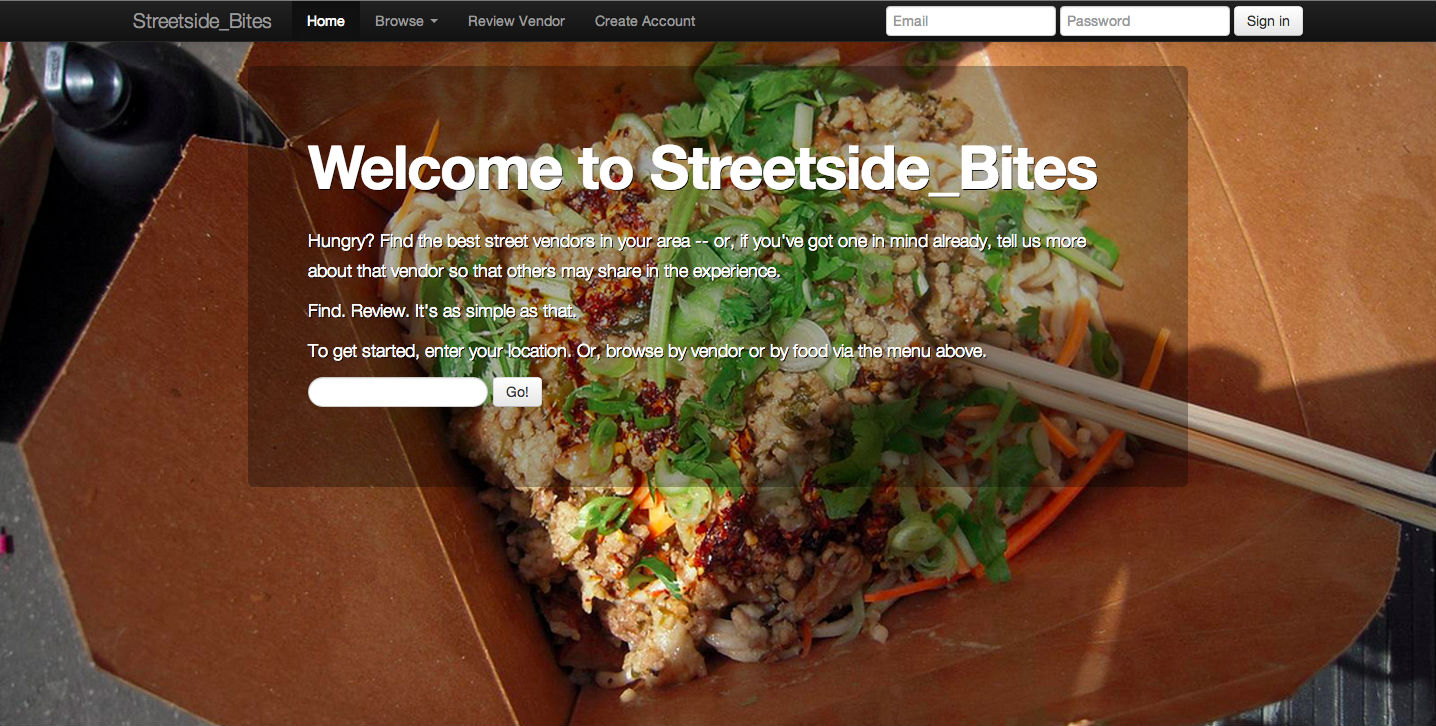 Streetside_Bites Home Browse Review Vendor Create Account Email Password Sign in
Welcome to Streetside_Bites
Hungry? Find the best street vendors in your area -- or, if you've got one in mind already, tell us more
about that vendor so that others may share in the experience.
Find. Review. It's as simple as that.
To get started, enter your location. Or, browse by vendor or by food via the menu above.
Go!